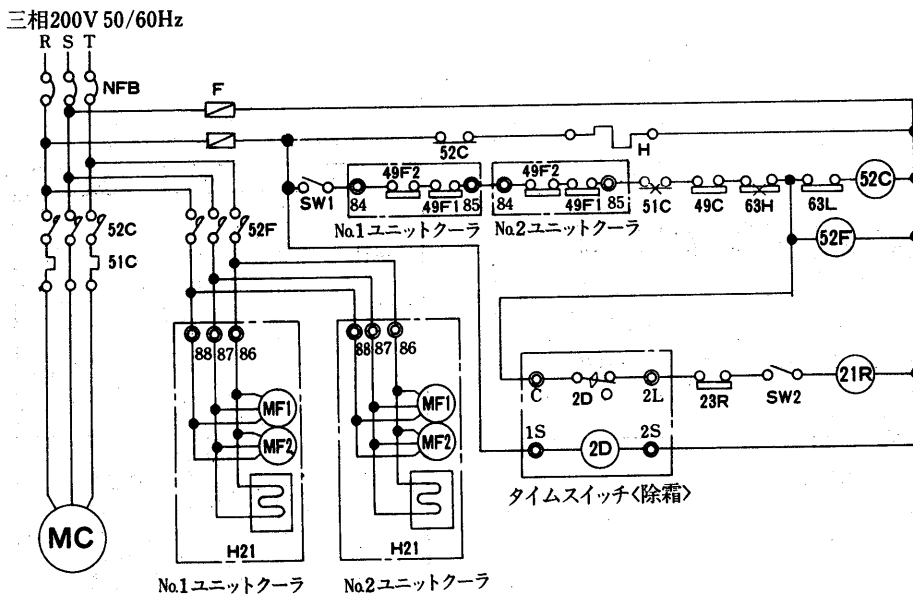 三相200V 50/60Hz
R S T
NFB
F
52C
H
SW1
49F2
49F1
84
85
49F2
49F1
84
85
51C
49C
63H
63L
52C
No.1ユニットクーラ
No.2ユニットクーラ
52F
52C
51C
52F
88 87 86
88 87 86
MF1
MF2
MF1
MF2
H21
H21
C
2D
2L
23R
SW2
21R
1S
2D
2S
タイムスイッチ<除霜>
MC
No.1ユニットクーラ
No.2ユニットクーラ